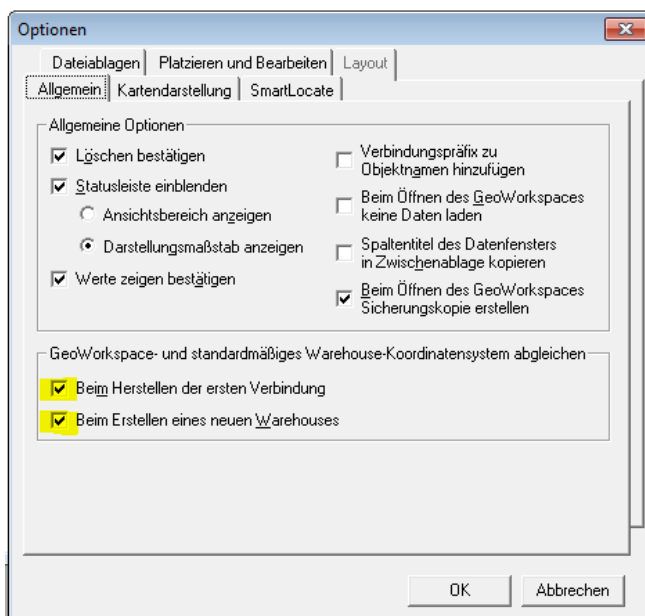 Optionen
Dateiablagen
Platzieren und Bearbeiten
Layout
Allgemein
Kartendarstellung
SmartLocate
Allgemeine Optionen
Löschen bestätigen
Statusleiste einblenden
Ansichtsbereich anzeigen
Darstellungsmaßstab anzeigen
Werte zeigen bestätigen
Verbindungspräfix zu
Objektnamen hinzufügen
Beim Öffnen des GeoWorkspaces
keine Daten laden
Spaltentitel des Datenfensters
in Zwischenablage kopieren
Beim Öffnen des GeoWorkspaces
Sicherungskopie erstellen
GeoWorkspace- und standardmäßiges Warehouse-Koordinatensystem abgleichen
Beim Herstellen der ersten Verbindung
Beim Erstellen eines neuen Warehouses
OK
Abbrechen